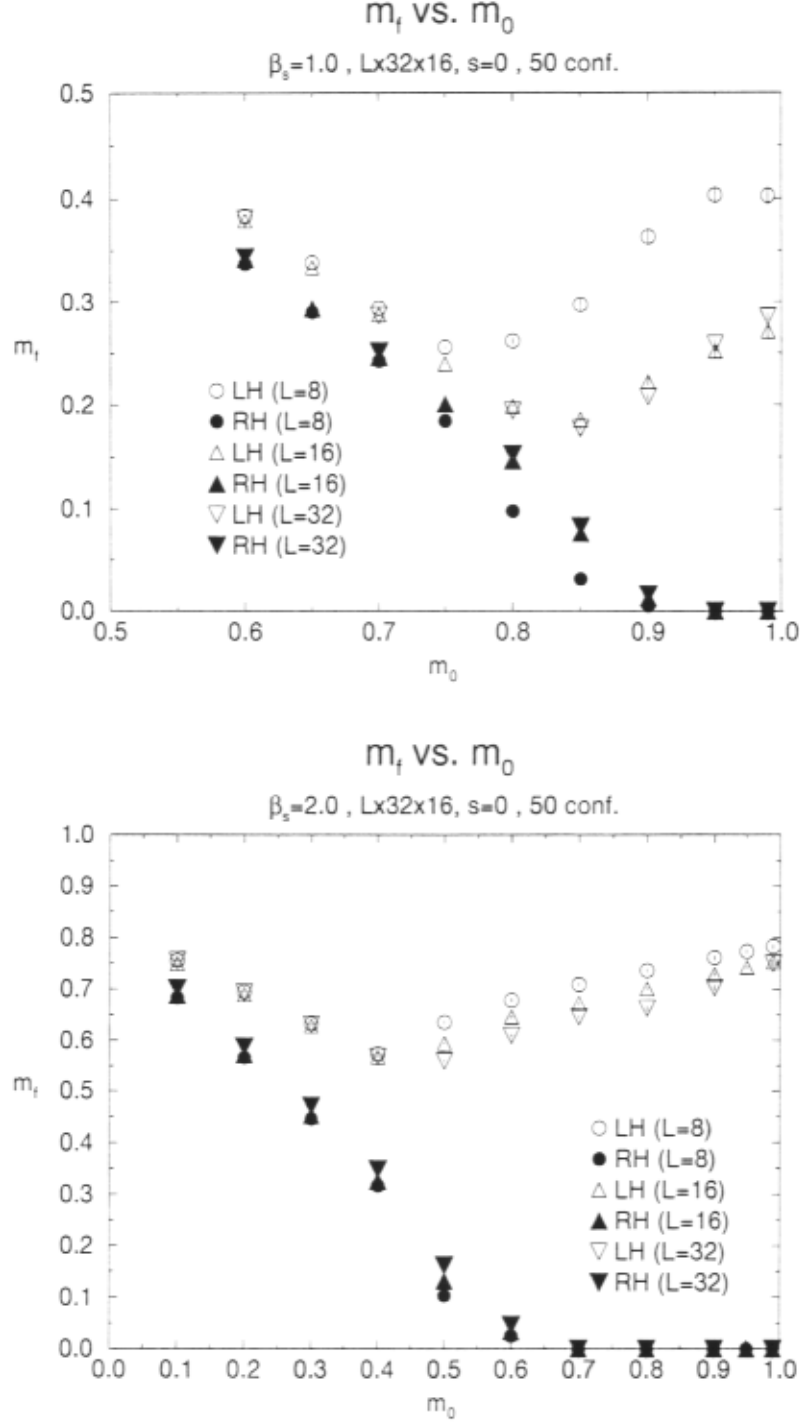 m_f vs. m_0
β_s=1.0 , Lx32x16, s=0 , 50 conf.
0.5
0.4
0.3
m_f
0.2
0.1
0.0
LH (L=8)
RH (L=8)
LH (L=16)
RH (L=16)
LH (L=32)
RH (L=32)
0.5 0.6 0.7 0.8 0.9 1.0
m_0
m_f vs. m_0
β_s=2.0 , Lx32x16, s=0 , 50 conf.
1.0
0.9
0.8
0.7
0.6
0.5
m_f
0.4
0.3
0.2
0.1
0.0
LH (L=8)
RH (L=8)
LH (L=16)
RH (L=16)
LH (L=32)
RH (L=32)
0.0 0.1 0.2 0.3 0.4 0.5 0.6 0.7 0.8 0.9 1.0
m_0